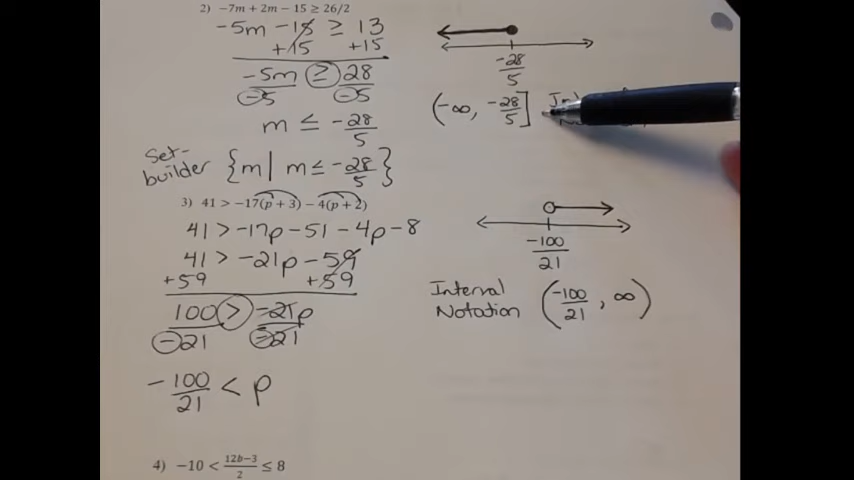 2) −7m + 2m − 15 ≥ 26/2
-5m - 15 ≥ 13
+15 +15
-5m ≥ 28
-5 -5
m ≤ -28/5
Set-builder {m | m ≤ -28/5}
-28/5
(-∞, -28/5]
3) 41 > −17(p + 3) − 4(p + 2)
41 > -17p - 51 - 4p - 8
41 > -21p - 59
+59 +59
100 > -21p
-21 -21
-100/21 < p
-100/21
Interval Notation (-100/21, ∞)
4) −10 < (12b−3)/2 ≤ 8